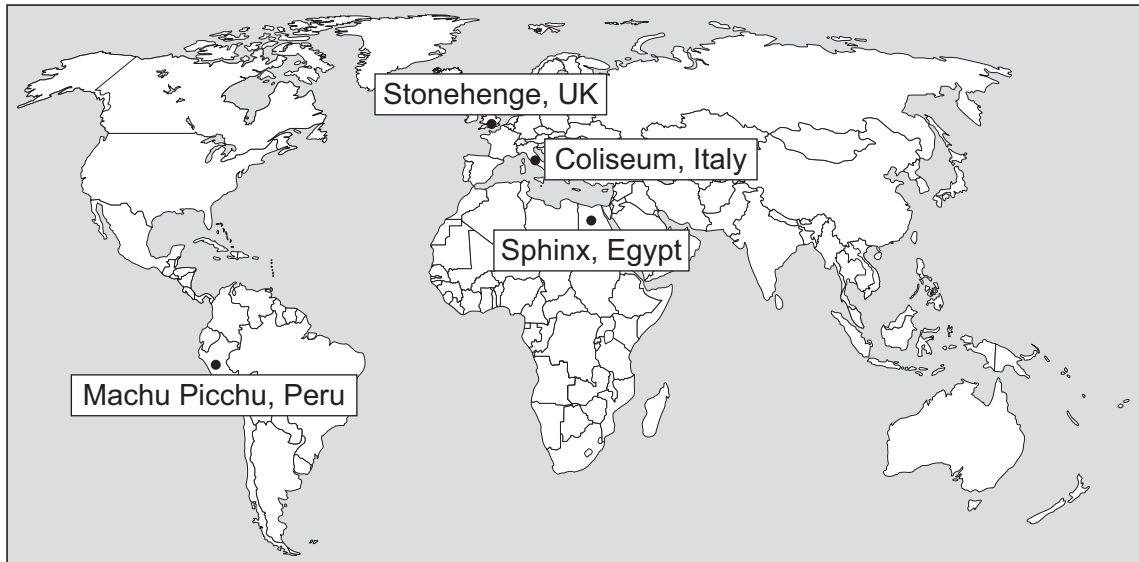 Stonehenge, UK
Coliseum, Italy
Sphinx, Egypt
Machu Picchu, Peru